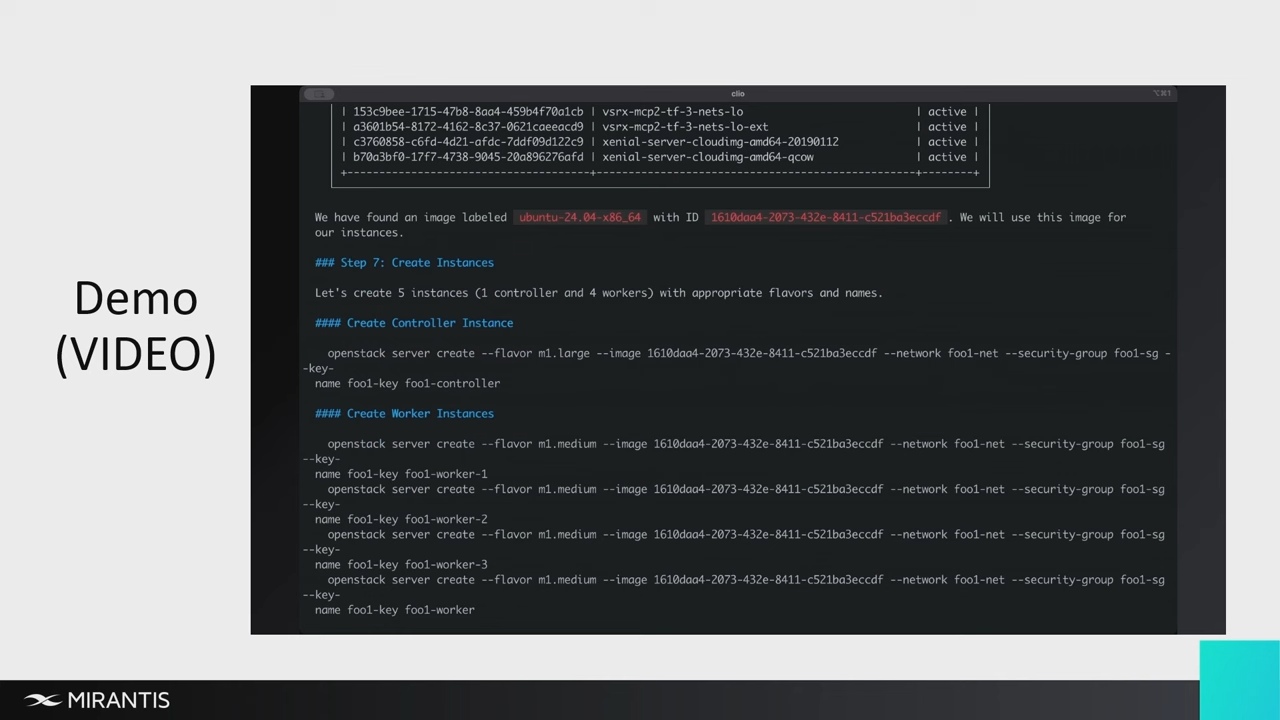 clio
⌥⌘1
| 153c9bee-1715-47b8-8aa4-459b4f70a1cb | vsrx-mcp2-tf-3-nets-lo | active |
| a3601b54-8172-4162-8c37-0621caeeacd9 | vsrx-mcp2-tf-3-nets-lo-ext | active |
| c3760858-c6fd-4d21-afdc-7ddf09d122c9 | xenial-server-cloudimg-amd64-20190112 | active |
| b70a3bf0-17f7-4738-9045-20a896276afd | xenial-server-cloudimg-amd64-qcow | active |
+--------------------------------------+--------------------------------------------------+--------+
We have found an image labeled ubuntu-24.04-x86_64 with ID 1610daa4-2073-432e-8411-c521ba3eccdf. We will use this image for
our instances.
### Step 7: Create Instances
Let's create 5 instances (1 controller and 4 workers) with appropriate flavors and names.
#### Create Controller Instance
openstack server create --flavor m1.large --image 1610daa4-2073-432e-8411-c521ba3eccdf --network foo1-net --security-group foo1-sg -
-key-
name foo1-key foo1-controller
#### Create Worker Instances
openstack server create --flavor m1.medium --image 1610daa4-2073-432e-8411-c521ba3eccdf --network foo1-net --security-group foo1-sg
--key-
name foo1-key foo1-worker-1
openstack server create --flavor m1.medium --image 1610daa4-2073-432e-8411-c521ba3eccdf --network foo1-net --security-group foo1-sg
--key-
name foo1-key foo1-worker-2
openstack server create --flavor m1.medium --image 1610daa4-2073-432e-8411-c521ba3eccdf --network foo1-net --security-group foo1-sg
--key-
name foo1-key foo1-worker-3
openstack server create --flavor m1.medium --image 1610daa4-2073-432e-8411-c521ba3eccdf --network foo1-net --security-group foo1-sg
--key-
name foo1-key foo1-worker
Demo
(VIDEO)
MIRANTIS